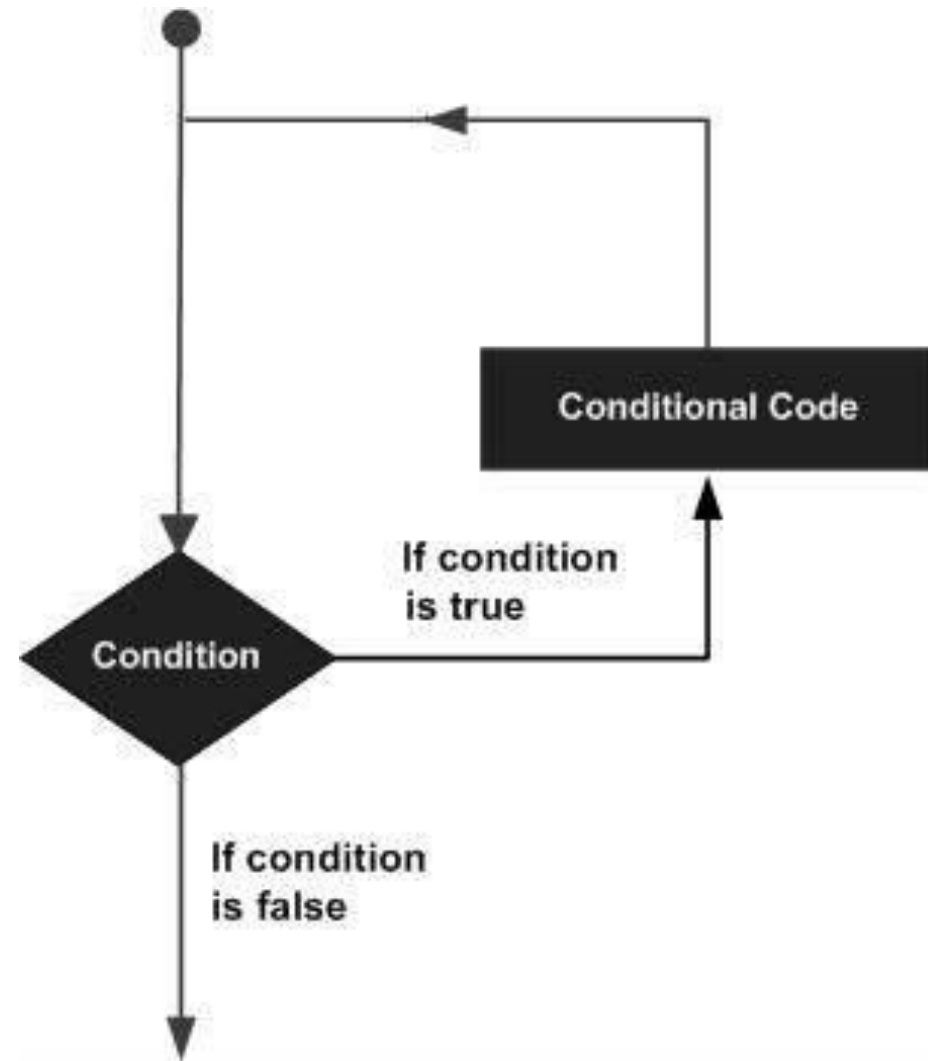 Conditional Code
If condition
is true
Condition
If condition
is false